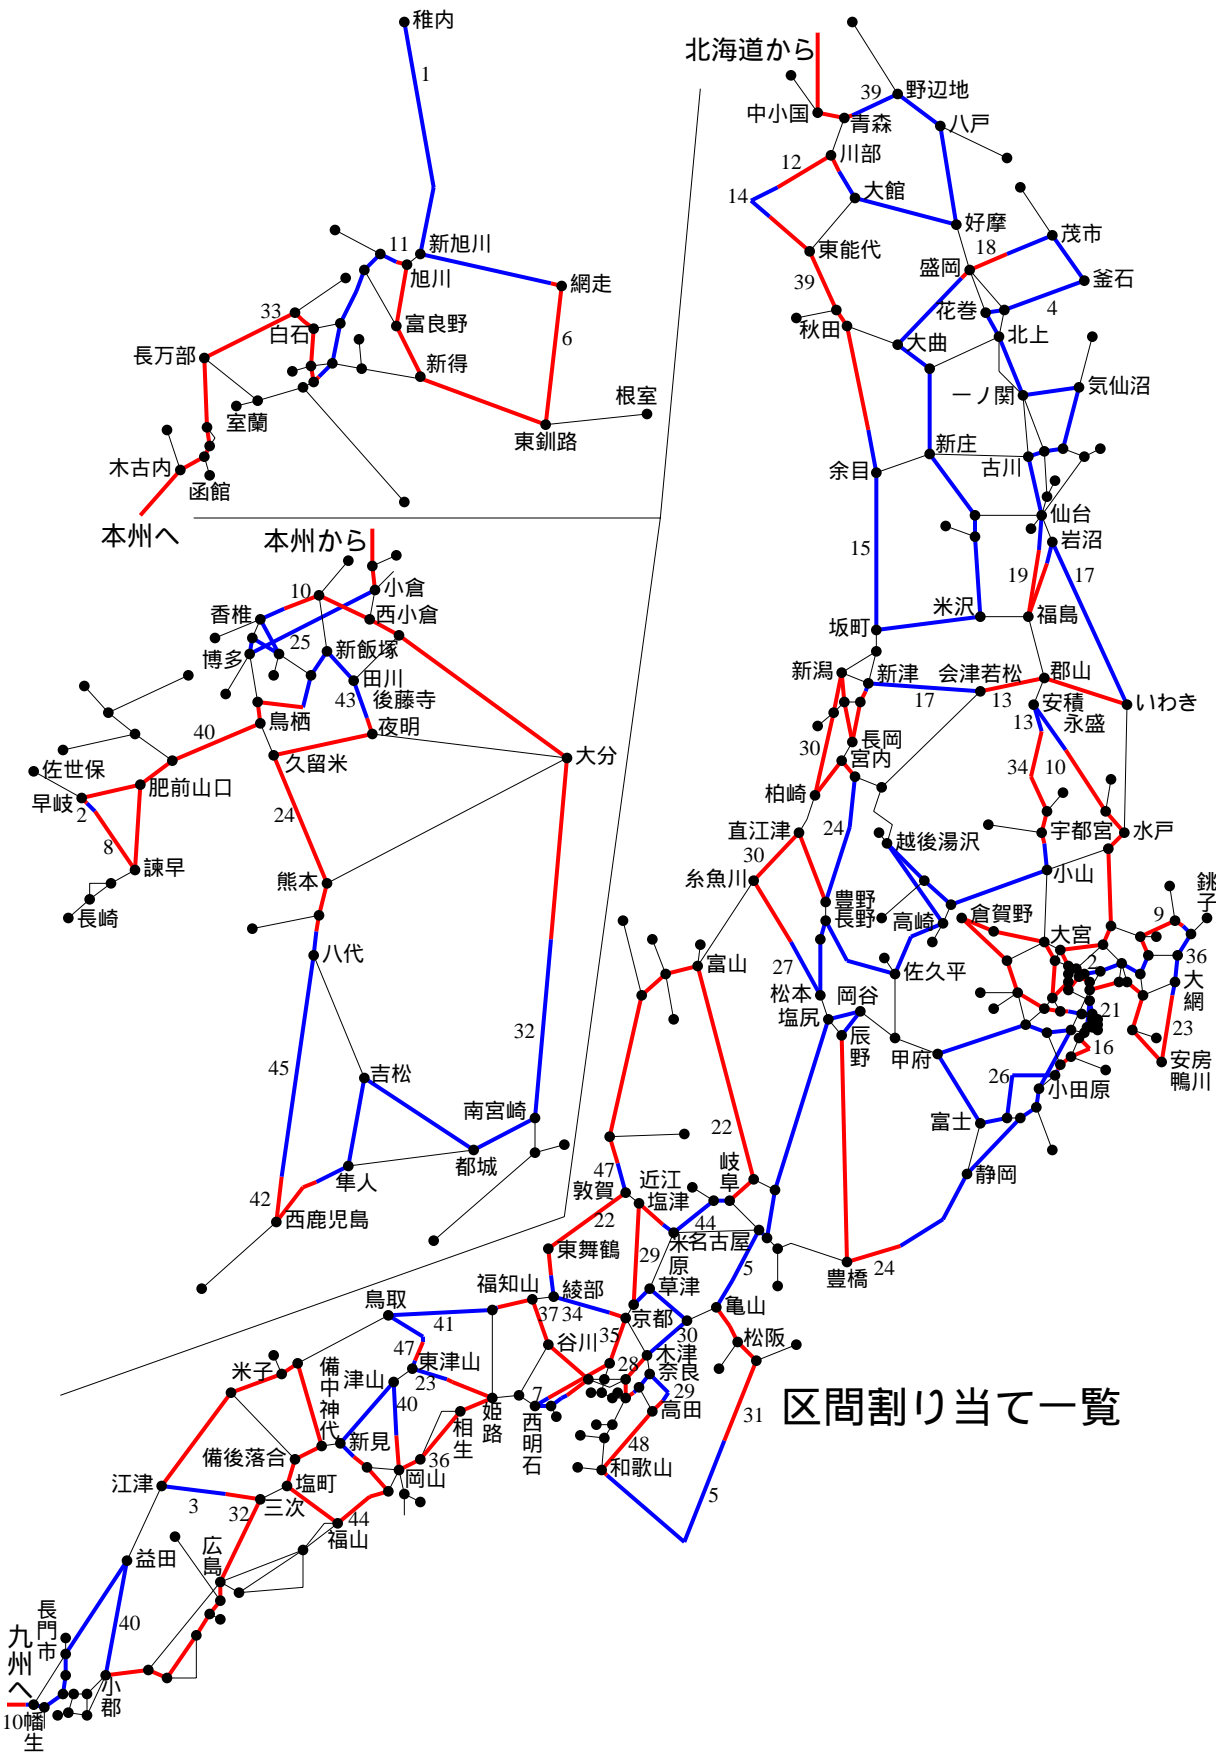 稚内
1
北海道から
39
野辺地
中小国
青森
八戸
12
川部
14
大館
茂市
好摩
18
11
新旭川
東能代
盛岡
旭川
網走
39
釜石
33
花巻
4
白石
富良野
6
秋田
大曲
北上
長万部
新得
根室
一ノ関
気仙沼
室蘭
東釧路
新庄
木古内
余目
古川
函館
仙台
本州へ
本州から
岩沼
15
19
17
10
小倉
香椎
西小倉
米沢
福島
坂町
25
新飯塚
博多
田川
後藤寺
新潟
新津
会津若松
郡山
43
17
13
安積
永盛
いわき
40
鳥栖
13
夜明
長岡
久留米
大分
30
宮内
34
10
佐世保
肥前山口
早岐
柏崎
2
24
直江津
24
越後湯沢
宇都宮
水戸
8
30
諫早
熊本
糸魚川
小山
銚子
豊野
倉賀野
9
長崎
長野
高崎
大宮
八代
富山
27
佐久平
2
36
松本
岡谷
大網
塩尻
21
32
辰野
23
45
甲府
16
安房鴨川
吉松
26
小田原
南宮崎
富士
22
都城
47
近江塩津
岐阜
静岡
42
隼人
敦賀
西鹿児島
22
44
東舞鶴
29
米原
名古屋
5
24
福知山
綾部
草津
豊橋
鳥取
37
34
京都
亀山
41
35
30
47
谷川
木津
松阪
米子
備中神代
津山
東津山
28
奈良
23
7
29
40
姫路
西明石
高田
31
区間割り当て一覧
新見
相生
備後落合
36
48
江津
塩町
岡山
和歌山
3
32
三次
44
5
福山
益田
広島
長門市
40
九州へ
小郡
10
幡生